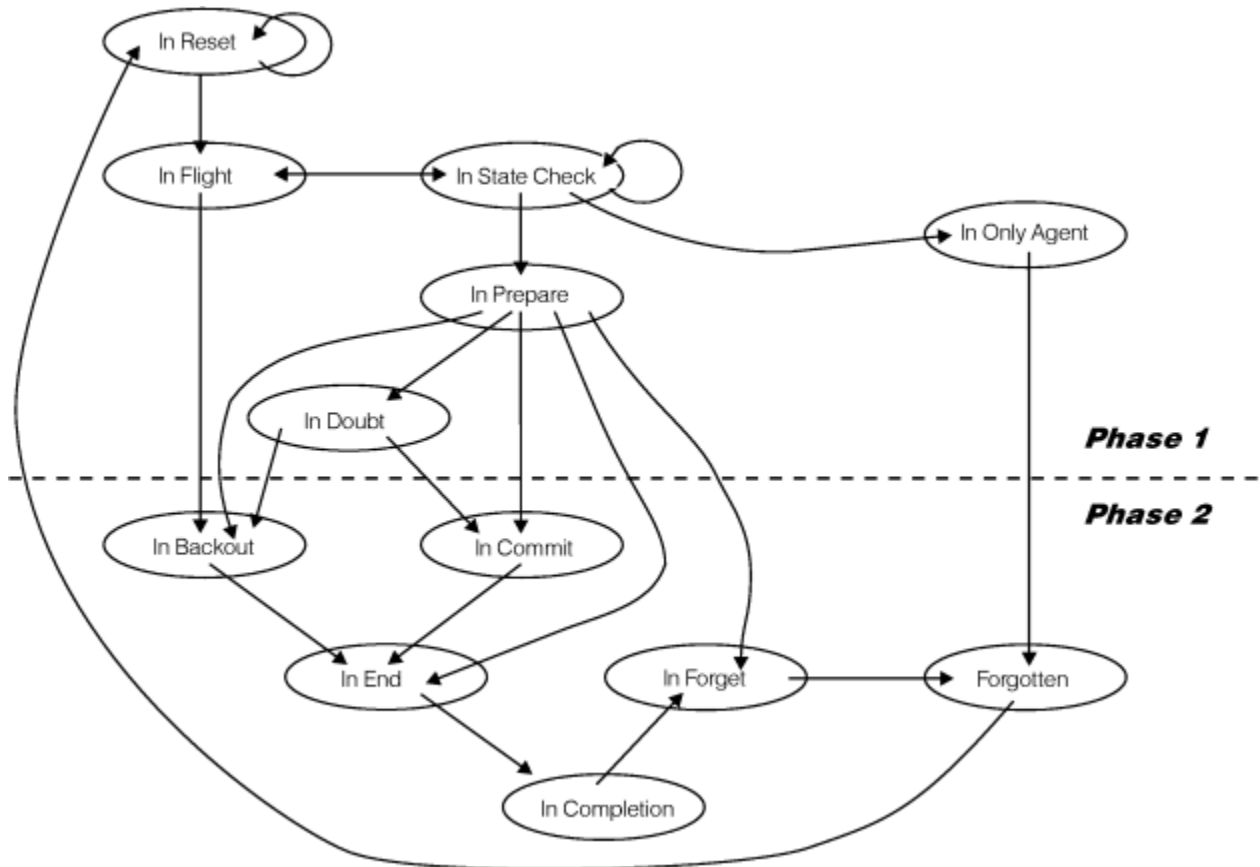 In Reset
In Flight
In State Check
In Only Agent
In Prepare
In Doubt
Phase 1
Phase 2
In Backout
In Commit
In End
In Forget
Forgotten
In Completion